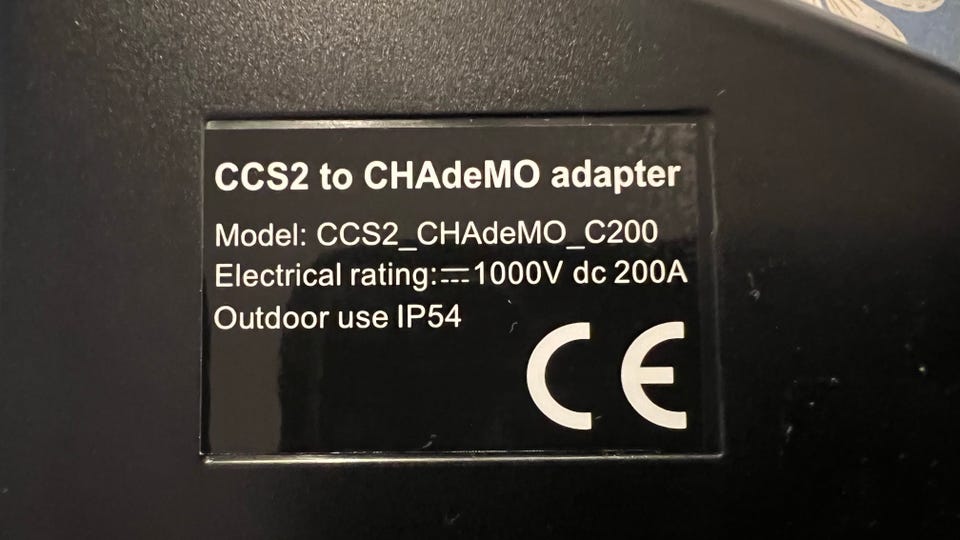 CCS2 to CHAdeMO adapter
Model: CCS2_CHAdeMO_C200
Electrical rating:⎓1000V dc 200A
Outdoor use IP54
CE